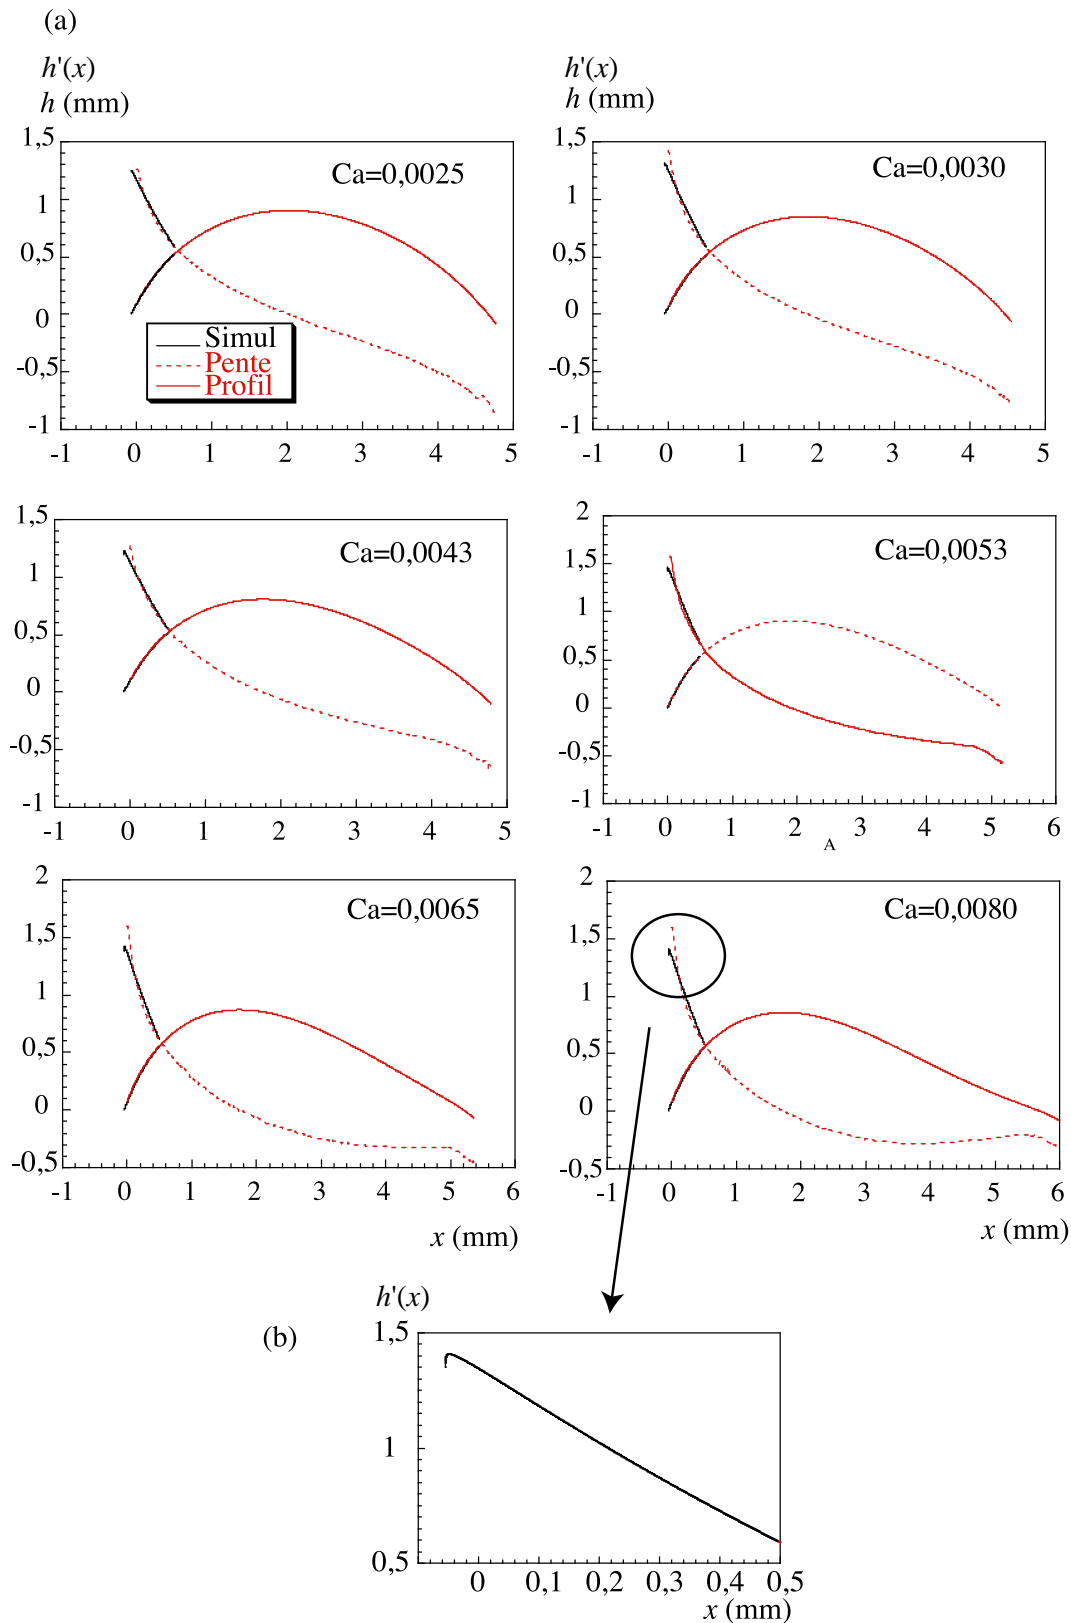 (a)
h'(x)
h (mm)
1,5
1
0,5
0
-0,5
-1
-1 0 1 2 3 4 5
Ca=0,0025
Simul
Pente
Profil
h'(x)
h (mm)
1,5
1
0,5
0
-0,5
-1
-1 0 1 2 3 4 5
Ca=0,0030
1,5
1
0,5
0
-0,5
-1
-1 0 1 2 3 4 5
Ca=0,0043
2
1,5
1
0,5
0
-0,5
-1
-1 0 1 2 3 4 5 6
A
Ca=0,0053
2
1,5
1
0,5
0
-0,5
-1 0 1 2 3 4 5 6
Ca=0,0065
x (mm)
2
1,5
1
0,5
0
-0,5
-1 0 1 2 3 4 5 6
Ca=0,0080
x (mm)
(b)
h'(x)
1,5
1
0,5
0 0,1 0,2 0,3 0,4 0,5
x (mm)